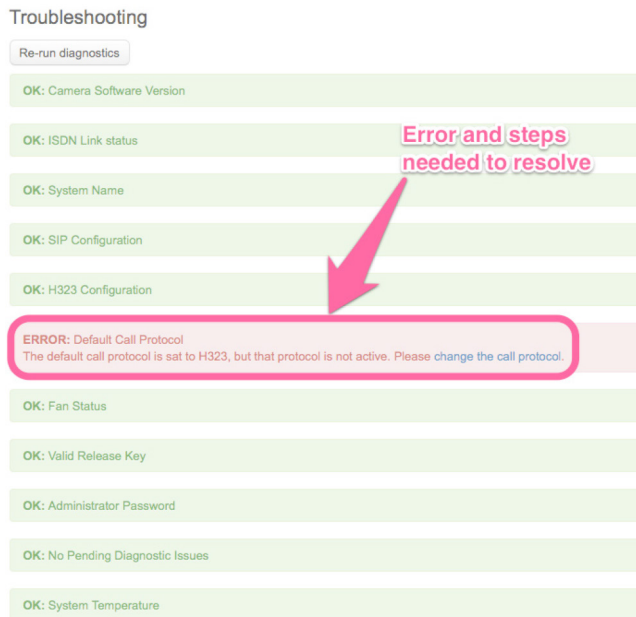 Troubleshooting
Re-run diagnostics
OK: Camera Software Version
OK: ISDN Link status
Error and steps
needed to resolve
OK: System Name
OK: SIP Configuration
OK: H323 Configuration
ERROR: Default Call Protocol
The default call protocol is sat to H323, but that protocol is not active. Please change the call protocol.
OK: Fan Status
OK: Valid Release Key
OK: Administrator Password
OK: No Pending Diagnostic Issues
OK: System Temperature